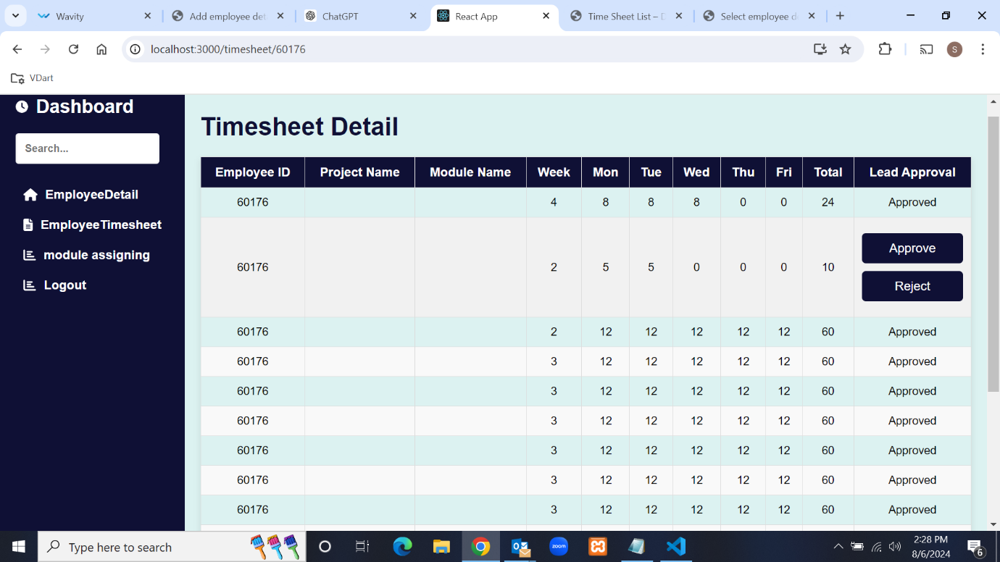 Wavity
Add employee det
ChatGPT
React App
Time Sheet List – D
Select employee d
localhost:3000/timesheet/60176
S
VDart
Dashboard
Search...
EmployeeDetail
EmployeeTimesheet
module assigning
Logout
Timesheet Detail
Employee ID Project Name Module Name Week Mon Tue Wed Thu Fri Total Lead Approval
60176 4 8 8 8 0 0 24 Approved
60176 2 5 5 0 0 0 10 Approve
Reject
60176 2 12 12 12 12 12 60 Approved
60176 3 12 12 12 12 12 60 Approved
60176 3 12 12 12 12 12 60 Approved
60176 3 12 12 12 12 12 60 Approved
60176 3 12 12 12 12 12 60 Approved
60176 3 12 12 12 12 12 60 Approved
60176 3 12 12 12 12 12 60 Approved
Type here to search
zoom
2:28 PM
8/6/2024
6